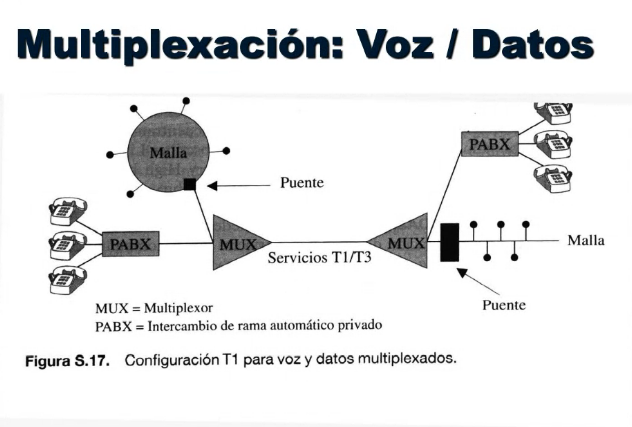 Multiplexación: Voz / Datos
Malla
Puente
PABX
PABX
MUX
Servicios T1/T3
MUX
Malla
Puente
MUX = Multiplexor
PABX = Intercambio de rama automático privado
Figura S.17. Configuración T1 para voz y datos multiplexados.